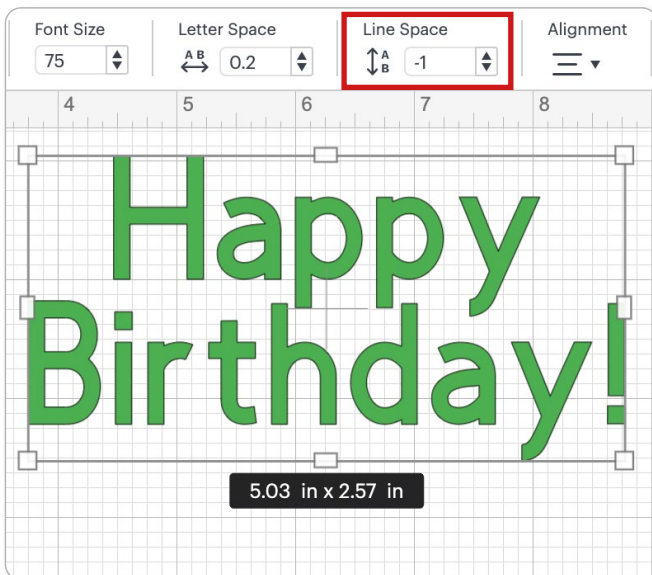 Font Size Letter Space Line Space Alignment
75 A B 0.2 A B -1
4 5 6 7 8
Happy
Birthday!
5.03 in x 2.57 in